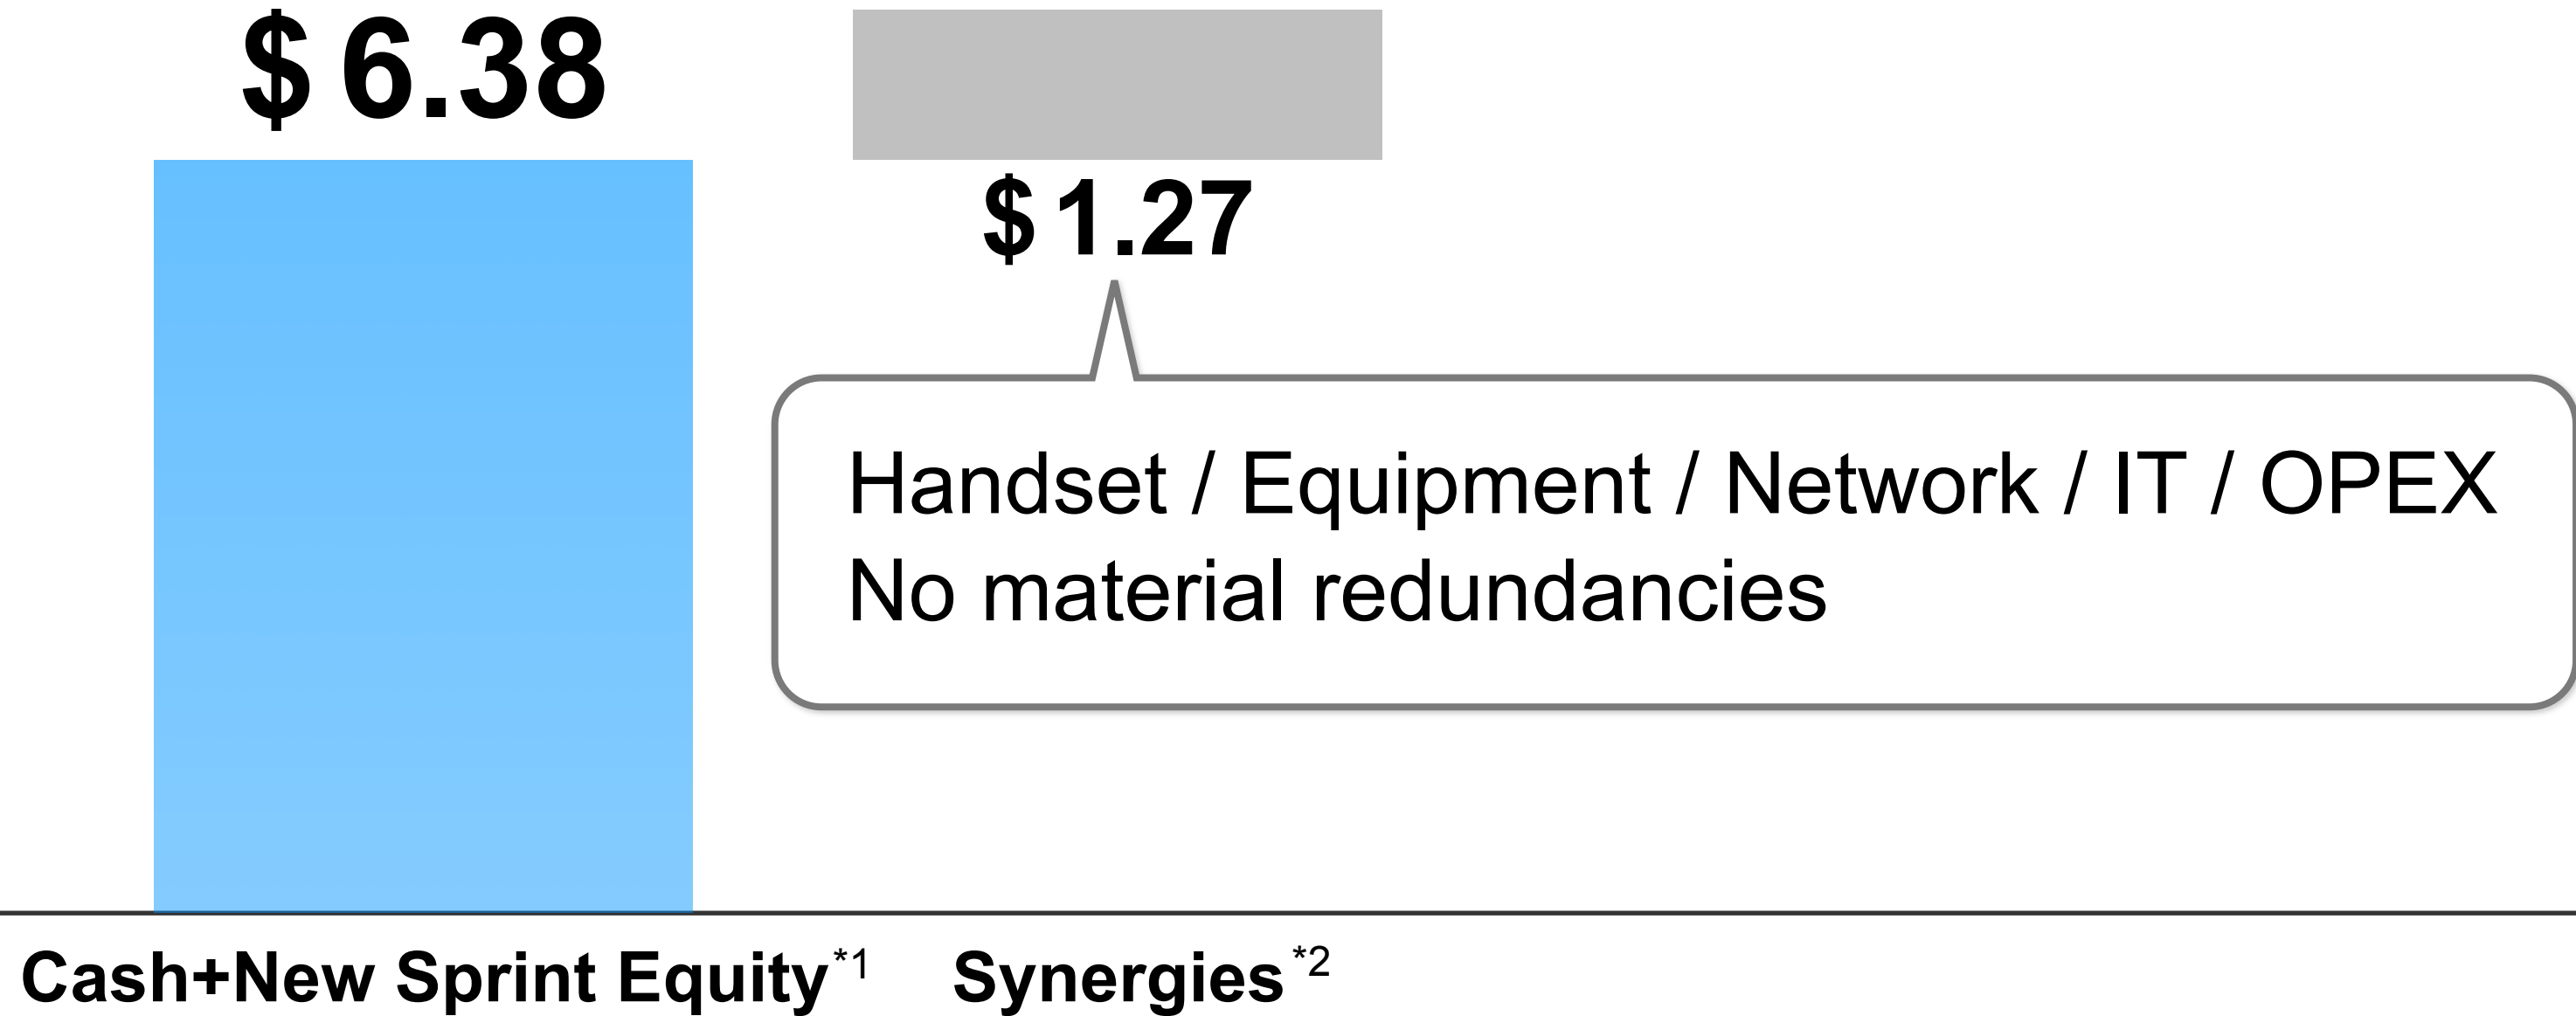 $ 6.38
$ 1.27
Handset / Equipment / Network / IT / OPEX
No material redundancies
Cash+New Sprint Equity*1 Synergies*2